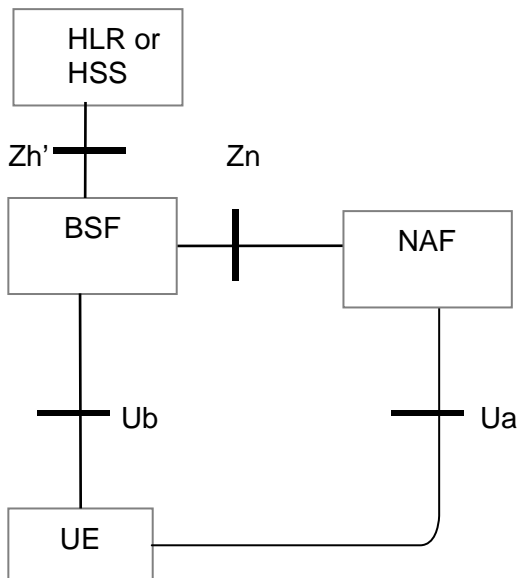 HLR or
HSS
Zh’
Zn
BSF
NAF
Ub
Ua
UE